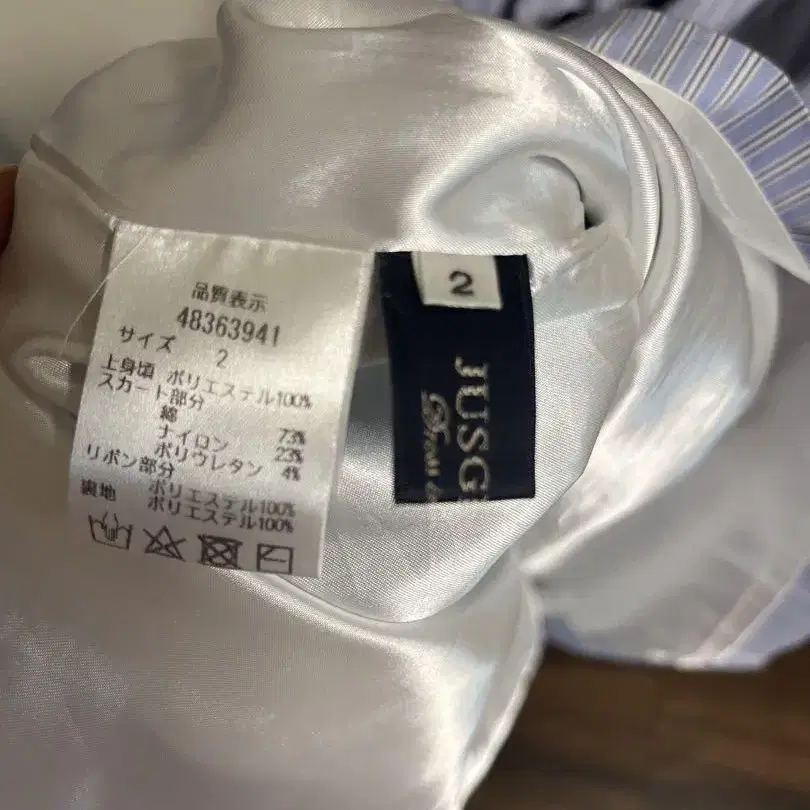 品質表示
48363941
サイズ 2
上身頃 ポリエステル100%
スカート部分
綿 73%
ナイロン 23%
ポリウレタン 4%
リボン部分
ポリエステル100%
裏地 ポリエステル100%
2
JUSG